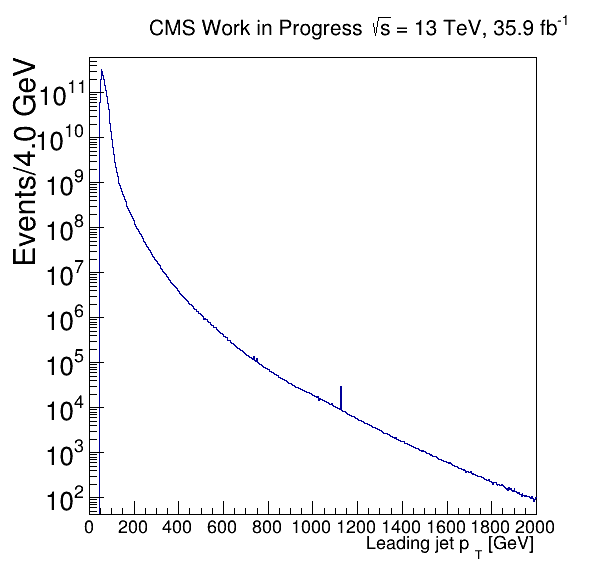 CMS Work in Progress √s = 13 TeV, 35.9 fb⁻¹
Events/4.0 GeV
10¹¹
10¹⁰
10⁹
10⁸
10⁷
10⁶
10⁵
10⁴
10³
10²
0 200 400 600 800 1000 1200 1400 1600 1800 2000
Leading jet p_T [GeV]